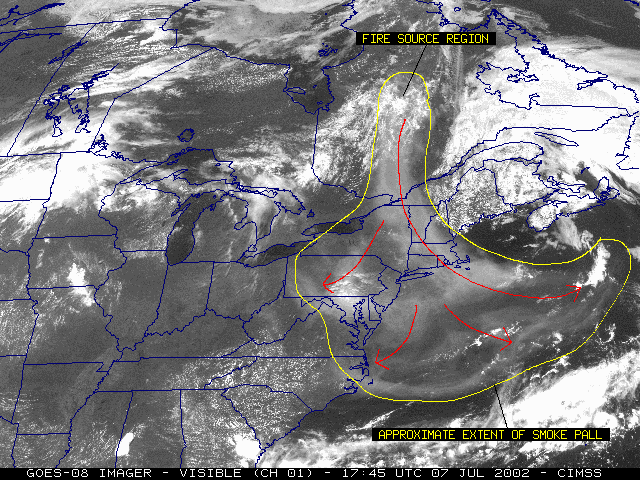 FIRE SOURCE REGION
APPROXIMATE EXTENT OF SMOKE PALL
GOES-08 IMAGER - VISIBLE (CH 01) - 17:45 UTC 07 JUL 2002 - CIMSS